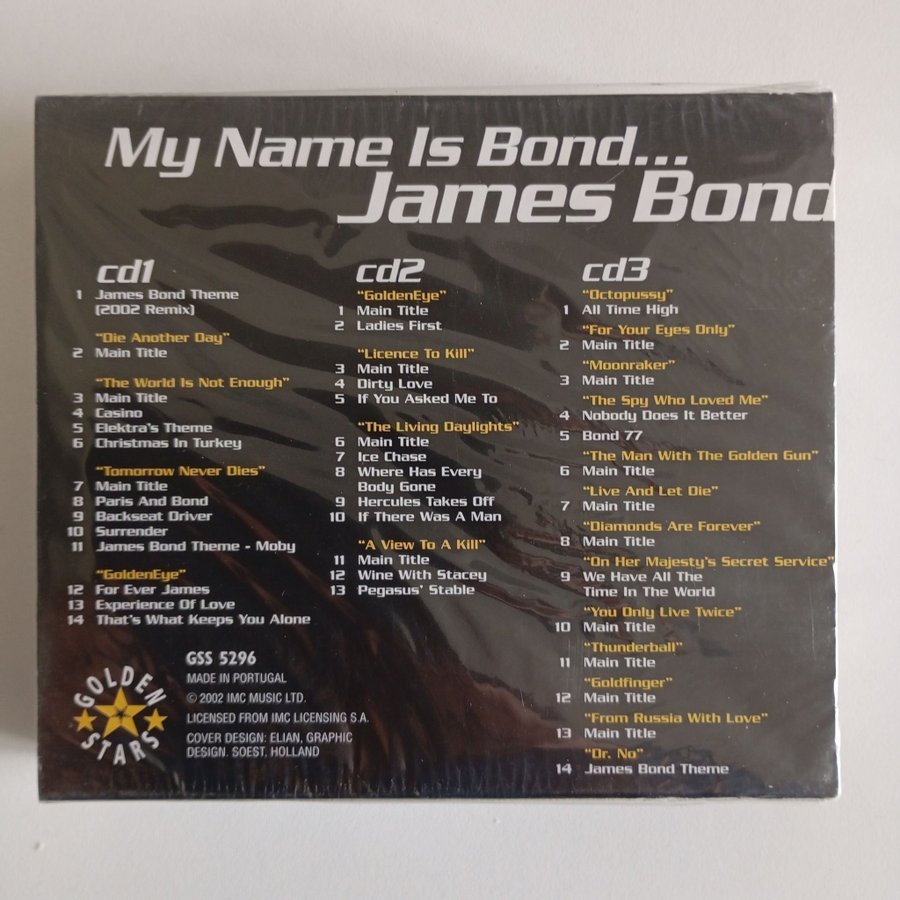 My Name Is Bond...
James Bond
cd1
1 James Bond Theme
(2002 Remix)
"Die Another Day"
2 Main Title
"The World Is Not Enough"
3 Main Title
4 Casino
5 Elektra's Theme
6 Christmas In Turkey
"Tomorrow Never Dies"
7 Main Title
8 Paris And Bond
9 Backseat Driver
10 Surrender
11 James Bond Theme - Moby
"GoldenEye"
12 For Ever James
13 Experience Of Love
14 That's What Keeps You Alone
cd2
"GoldenEye"
1 Main Title
2 Ladies First
"Licence To Kill"
3 Main Title
4 Dirty Love
5 If You Asked Me To
"The Living Daylights"
6 Main Title
7 Ice Chase
8 Where Has Every
Body Gone
9 Hercules Takes Off
10 If There Was A Man
"A View To A Kill"
11 Main Title
12 Wine With Stacey
13 Pegasus' Stable
cd3
"Octopussy"
1 All Time High
"For Your Eyes Only"
2 Main Title
"Moonraker"
3 Main Title
"The Spy Who Loved Me"
4 Nobody Does It Better
5 Bond 77
"The Man With The Golden Gun"
6 Main Title
"Live And Let Die"
7 Main Title
"Diamonds Are Forever"
8 Main Title
"On Her Majesty's Secret Service"
9 We Have All The
Time In The World
"You Only Live Twice"
10 Main Title
"Thunderball"
11 Main Title
"Goldfinger"
12 Main Title
"From Russia With Love"
13 Main Title
"Dr. No"
14 James Bond Theme
GOLDEN
STARS
GSS 5296
MADE IN PORTUGAL
© 2002 IMC MUSIC LTD.
LICENSED FROM IMC LICENSING S.A.
COVER DESIGN: ELIAN, GRAPHIC
DESIGN. SOEST, HOLLAND